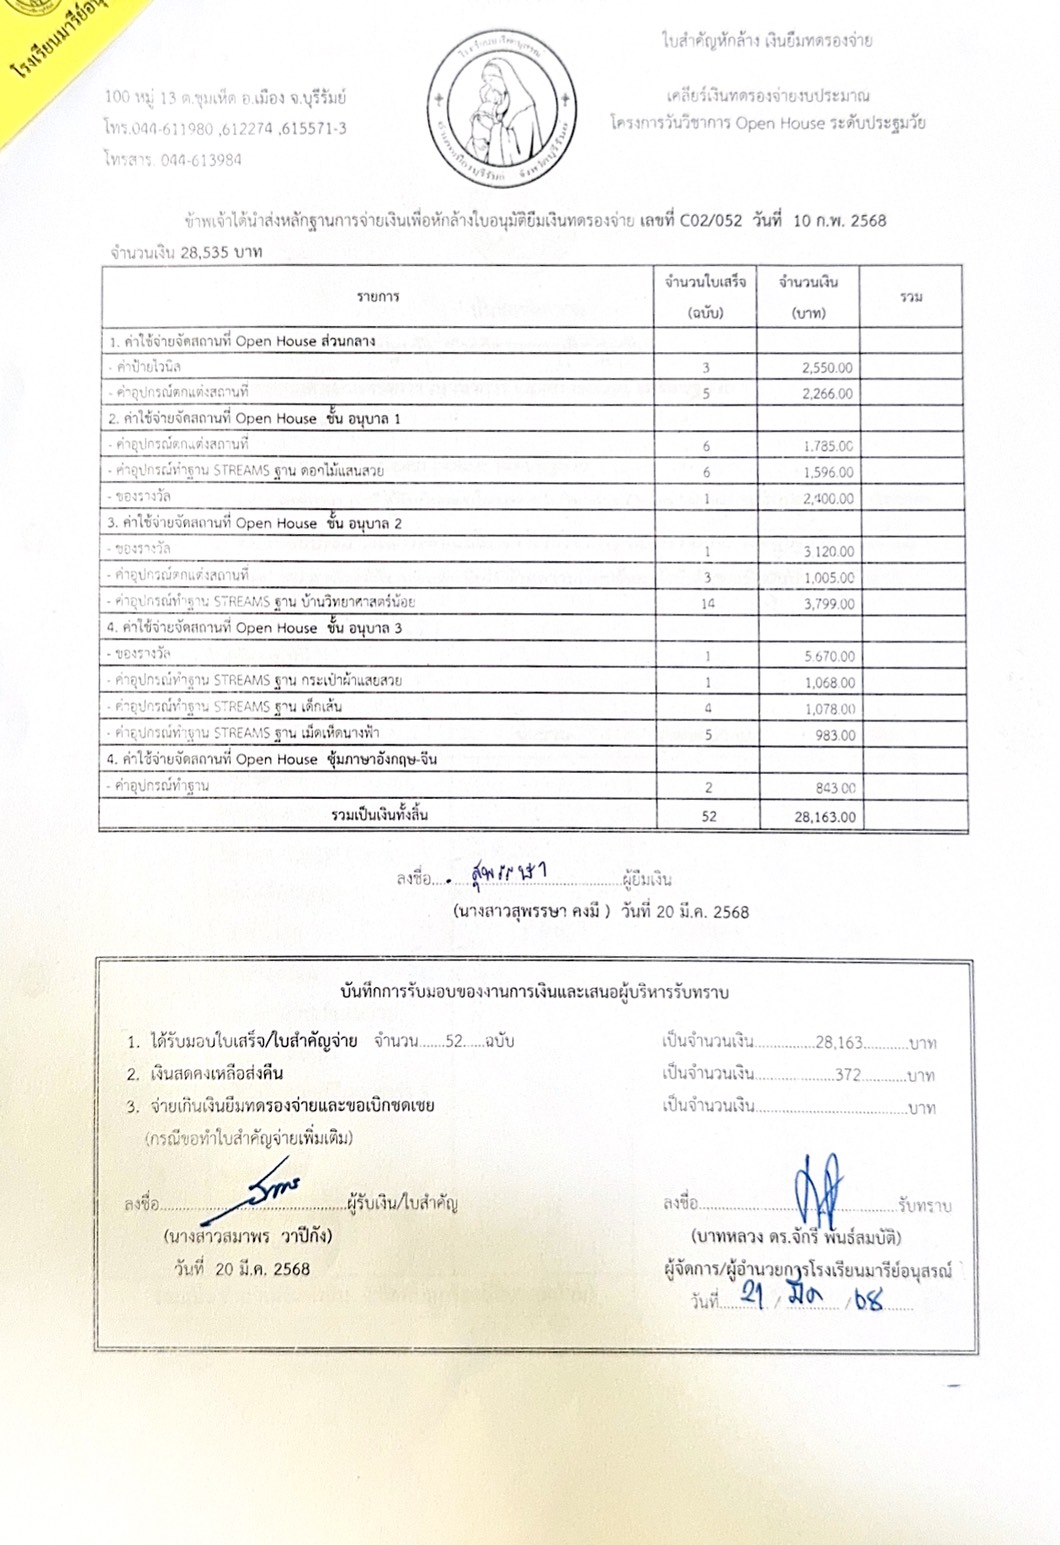 โรงเรียนมารีย์อนุ
ใบสำคัญหักล้าง เงินยืมทดรองจ่าย
100 หมู่ 13 ต.ชุมเห็ด อ.เมือง จ.บุรีรัมย์
เคลียร์เงินทดรองจ่ายงบประมาณ
โทร.044-611980 ,612274 ,615571-3
โครงการวันวิชาการ Open House ระดับประฐมวัย
โทรสาร. 044-613984
ข้าพเจ้าได้นำส่งหลักฐานการจ่ายเงินเพื่อหักล้างใบอนุมัติยืมเงินทดรองจ่าย เลขที่ C02/052 วันที่ 10 ก.พ. 2568
จำนวนเงิน 28,535 บาท
รายการ จำนวนใบเสร็จ (ฉบับ) จำนวนเงิน (บาท) รวม
1. ค่าใช้จ่ายจัดสถานที่ Open House ส่วนกลาง
- ค่าป้ายไวนิล 3 2,550.00
- ค่าอุปกรณ์ตกแต่งสถานที่ 5 2,266.00
2. ค่าใช้จ่ายจัดสถานที่ Open House ชั้น อนุบาล 1
- ค่าอุปกรณ์ตกแต่งสถานที่ 6 1,785.00
- ค่าอุปกรณ์ทำฐาน STREAMS ฐาน ดอกไม้แสนสวย 6 1,596.00
- ของรางวัล 1 2,400.00
3. ค่าใช้จ่ายจัดสถานที่ Open House ชั้น อนุบาล 2
- ของรางวัล 1 3,120.00
- ค่าอุปกรณ์ตกแต่งสถานที่ 3 1,005.00
- ค่าอุปกรณ์ทำฐาน STREAMS ฐาน บ้านวิทยาศาสตร์น้อย 14 3,799.00
4. ค่าใช้จ่ายจัดสถานที่ Open House ชั้น อนุบาล 3
- ของรางวัล 1 5,670.00
- ค่าอุปกรณ์ทำฐาน STREAMS ฐาน กระเป๋าผ้าแสยสวย 1 1,068.00
- ค่าอุปกรณ์ทำฐาน STREAMS ฐาน เด็กเส้น 4 1,078.00
- ค่าอุปกรณ์ทำฐาน STREAMS ฐาน เม็ดเห็ดนางฟ้า 5 983.00
4. ค่าใช้จ่ายจัดสถานที่ Open House ซุ้มภาษาอังกฤษ-จีน
- ค่าอุปกรณ์ทำฐาน 2 843.00
รวมเป็นเงินทั้งสิ้น 52 28,163.00
ลงชื่อ.....สุพรรษา.....ผู้ยืมเงิน
(นางสาวสุพรรษา คงมี ) วันที่ 20 มี.ค. 2568
บันทึกการรับมอบของงานการเงินและเสนอผู้บริหารรับทราบ
1. ได้รับมอบใบเสร็จ/ใบสำคัญจ่าย จำนวน......52.....ฉบับ เป็นจำนวนเงิน...............28,163...........บาท
2. เงินสดคงเหลือส่งคืน เป็นจำนวนเงิน....................372...........บาท
3. จ่ายเกินเงินยืมทดรองจ่ายและขอเบิกชดเชย เป็นจำนวนเงิน.....................................บาท
(กรณีขอทำใบสำคัญจ่ายเพิ่มเติม)
ลงชื่อ..........ผู้รับเงิน/ใบสำคัญ ลงชื่อ..........รับทราบ
(นางสาวสมาพร วาปีกัง) (บาทหลวง ดร.จักรี พันธ์สมบัติ)
วันที่ 20 มี.ค. 2568 ผู้จัดการ/ผู้อำนวยการโรงเรียนมารีย์อนุสรณ์
วันที่ 21 / มีค / 68